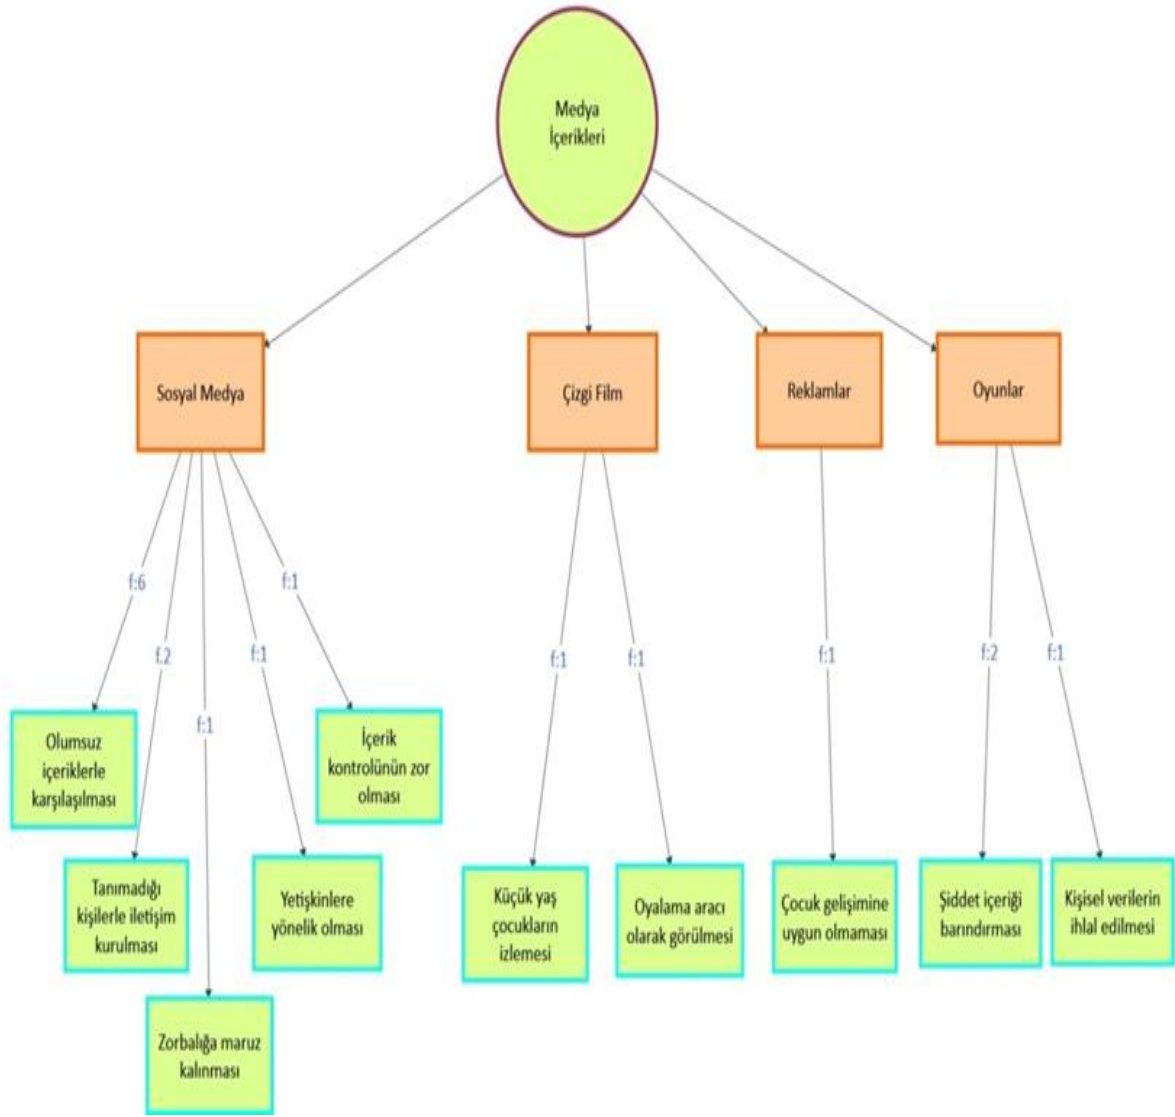 Medya
İçerikleri
Sosyal Medya
Çizgi Film
Reklamlar
Oyunlar
f:6
f:2
f:1
f:1
f:1
f:1
f:1
f:1
f:2
f:1
Olumsuz
içeriklerle
karşılaşılması
Tanımadığı
kişilerle iletişim
kurulması
Zorbalığa maruz
kalınması
Yetişkinlere
yönelik olması
İçerik
kontrolünün zor
olması
Küçük yaş
çocukların
izlemesi
Oyalama aracı
olarak görülmesi
Çocuk gelişimine
uygun olmaması
Şiddet içeriği
barındırması
Kişisel verilerin
ihlal edilmesi